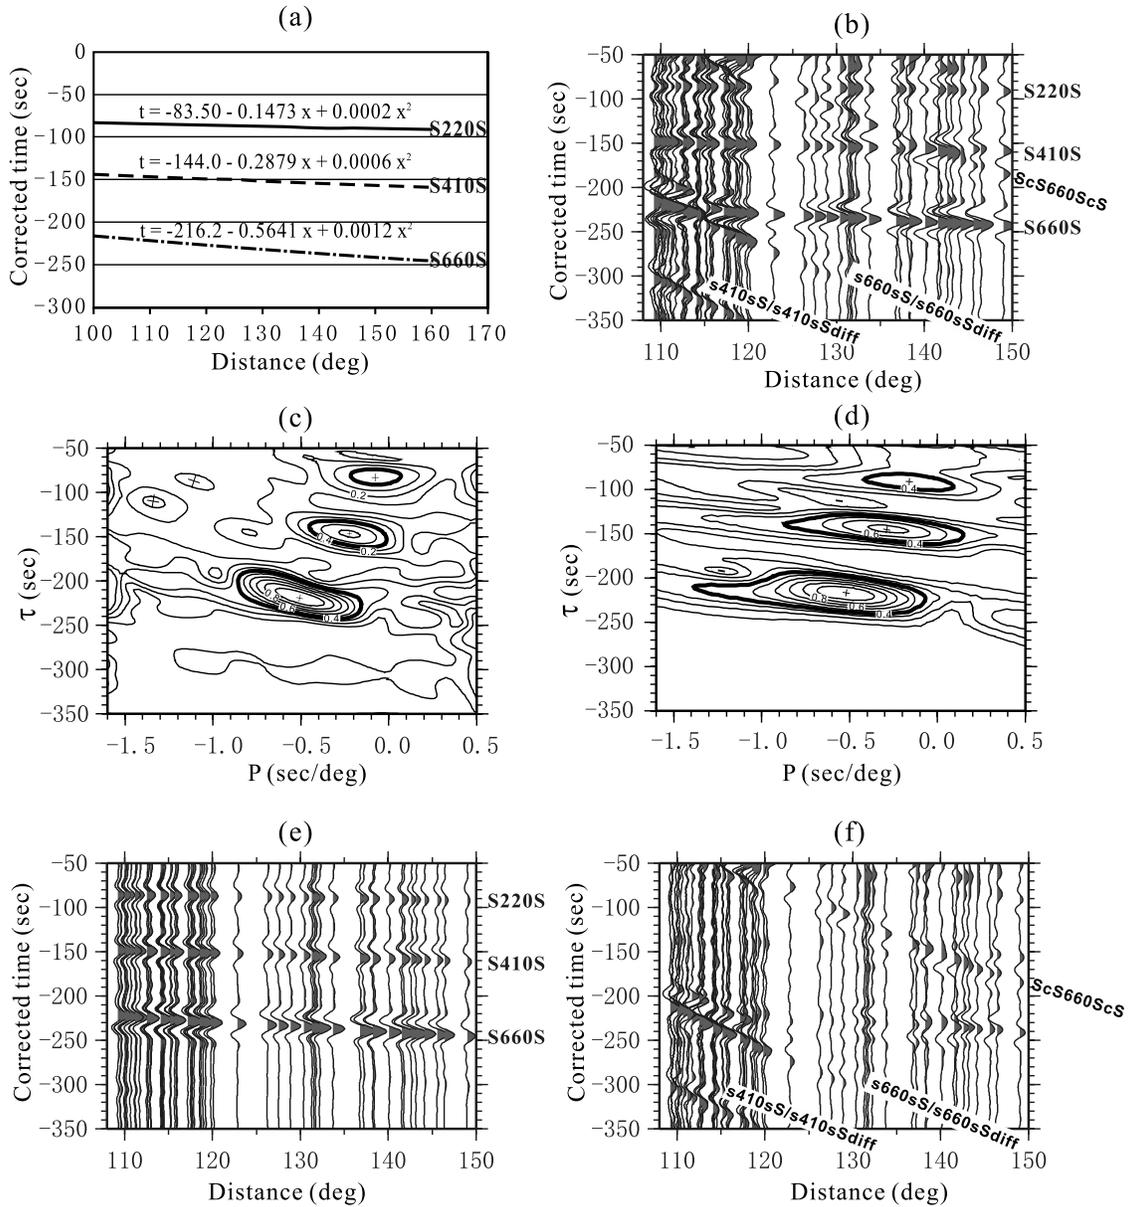 (a)
Corrected time (sec)
0
−50
−100
−150
−200
−250
−300
t = -83.50 - 0.1473 x + 0.0002 x²
S220S
t = -144.0 - 0.2879 x + 0.0006 x²
S410S
t = -216.2 - 0.5641 x + 0.0012 x²
S660S
100 110 120 130 140 150 160 170
Distance (deg)
(b)
Corrected time (sec)
−50
−100
−150
−200
−250
−300
−350
S220S
S410S
ScS660ScS
S660S
s410sS/s410sSdiff
s660sS/s660sSdiff
110 120 130 140 150
Distance (deg)
(c)
τ (sec)
−50
−100
−150
−200
−250
−300
−350
0.2
0.4
0.2
0.8
0.6
0.4
−1.5 −1.0 −0.5 0.0 0.5
P (sec/deg)
(d)
τ (sec)
−50
−100
−150
−200
−250
−300
−350
0.4
0.6
0.4
0.8
0.6
0.4
−1.5 −1.0 −0.5 0.0 0.5
P (sec/deg)
(e)
Corrected time (sec)
−50
−100
−150
−200
−250
−300
−350
S220S
S410S
S660S
110 120 130 140 150
Distance (deg)
(f)
Corrected time (sec)
−50
−100
−150
−200
−250
−300
−350
ScS660ScS
s410sS/s410sSdiff
s660sS/s660sSdiff
110 120 130 140 150
Distance (deg)